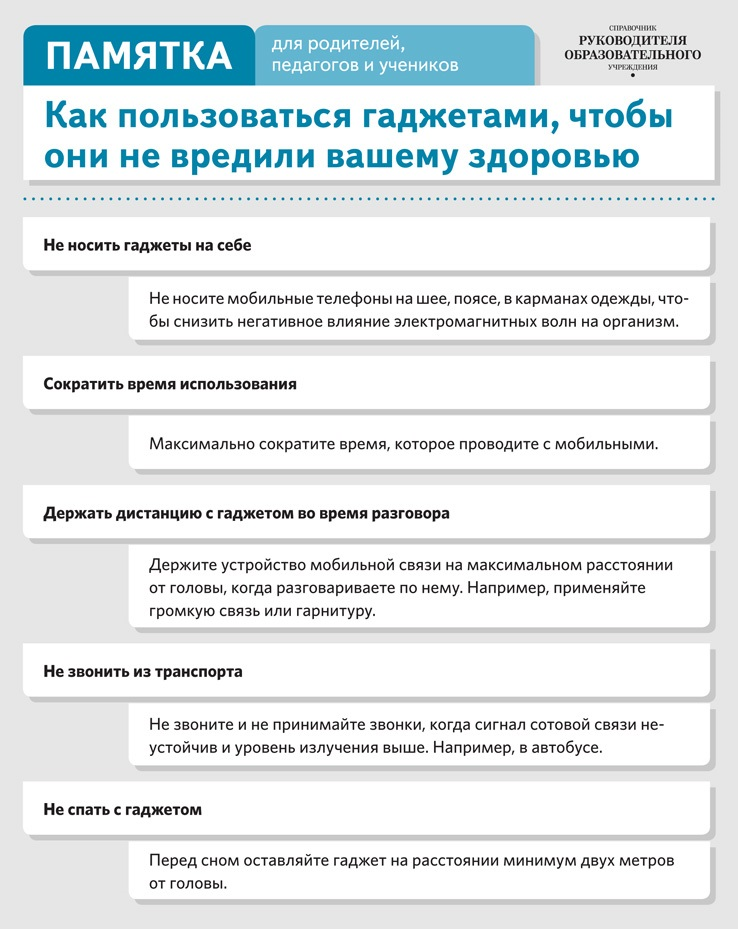 ПАМЯТКА
для родителей,
педагогов и учеников
СПРАВОЧНИК
РУКОВОДИТЕЛЯ
ОБРАЗОВАТЕЛЬНОГО
УЧРЕЖДЕНИЯ
Как пользоваться гаджетами, чтобы
они не вредили вашему здоровью
Не носить гаджеты на себе
Не носите мобильные телефоны на шее, поясе, в карманах одежды, что-
бы снизить негативное влияние электромагнитных волн на организм.
Сократить время использования
Максимально сократите время, которое проводите с мобильными.
Держать дистанцию с гаджетом во время разговора
Держите устройство мобильной связи на максимальном расстоянии
от головы, когда разговариваете по нему. Например, применяйте
громкую связь или гарнитуру.
Не звонить из транспорта
Не звоните и не принимайте звонки, когда сигнал сотовой связи не-
устойчив и уровень излучения выше. Например, в автобусе.
Не спать с гаджетом
Перед сном оставляйте гаджет на расстоянии минимум двух метров
от головы.